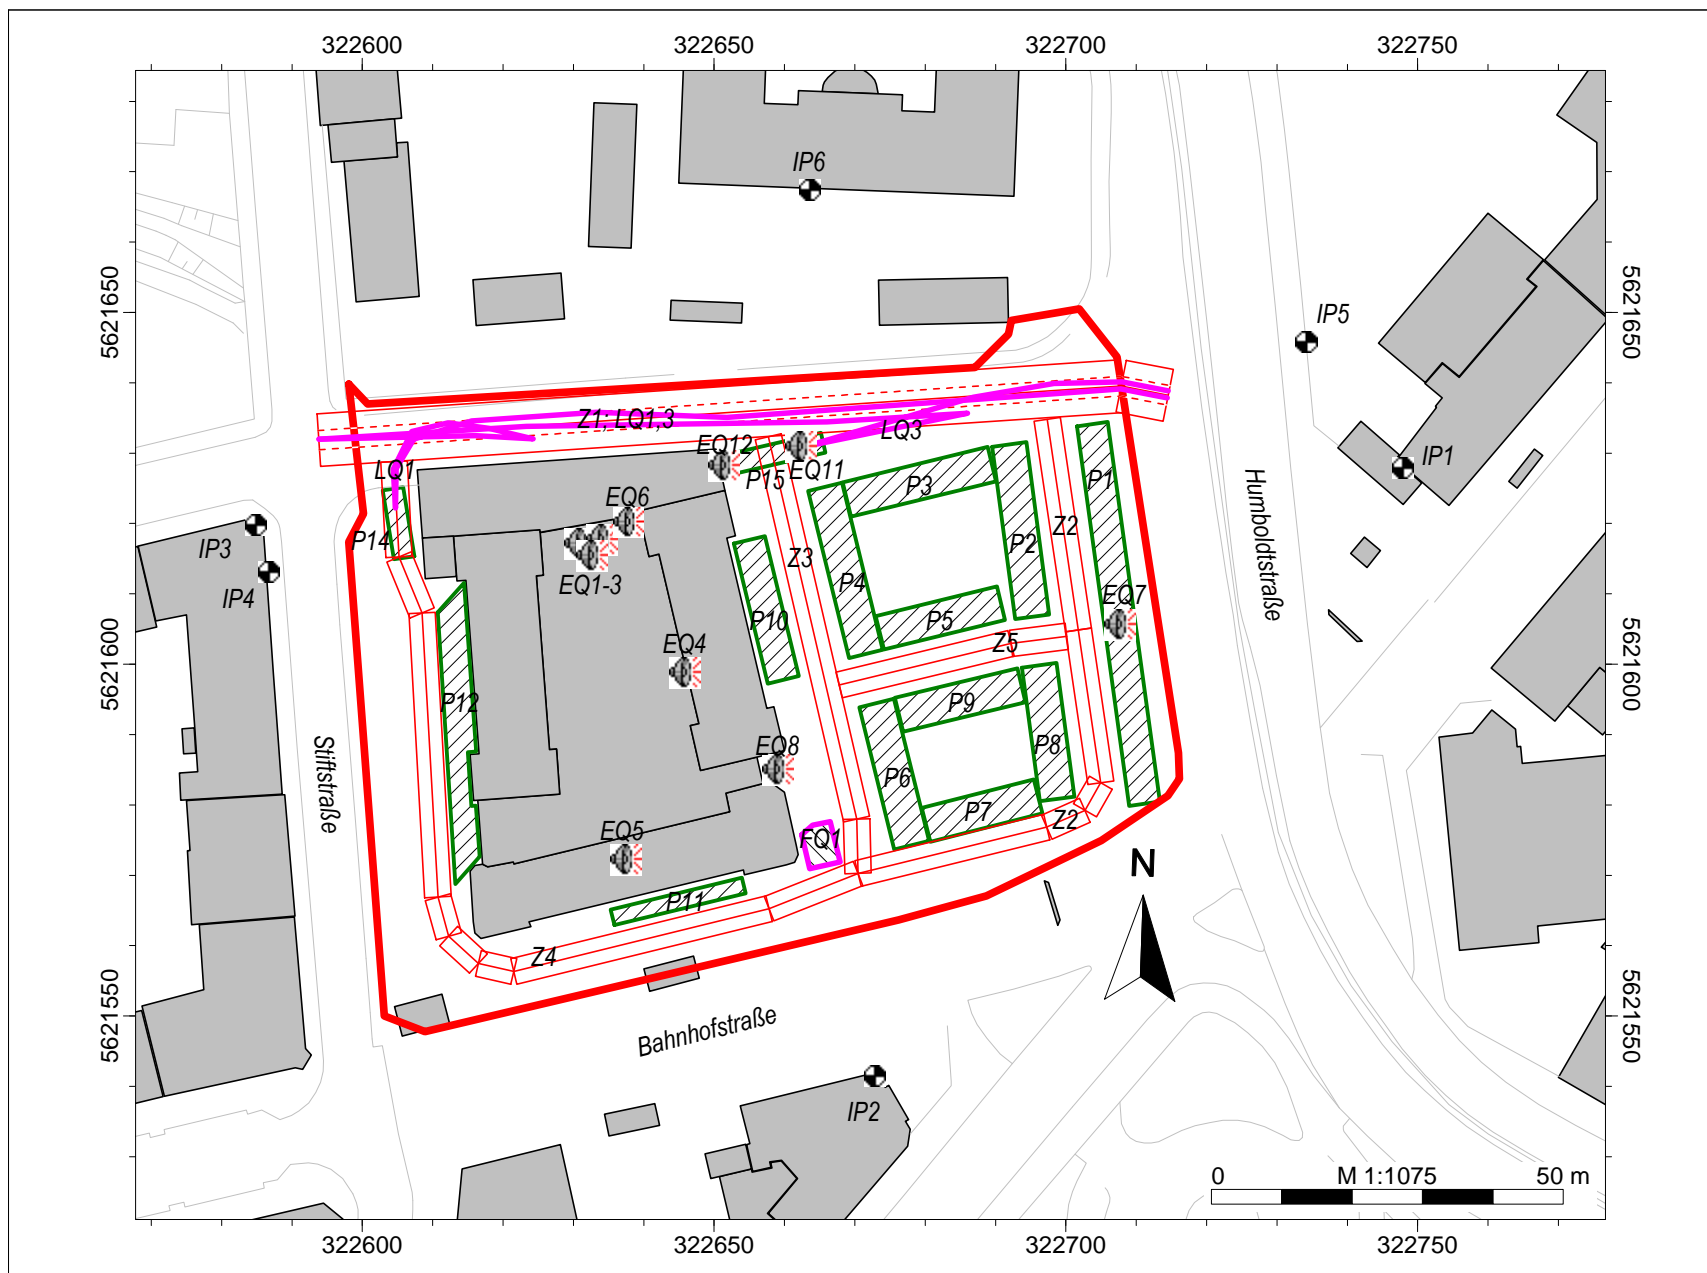 322600
322650
322700
322750
IP6
5621650
5621650
IP5
Z1; LQ1,3
LQ3
EQ12
EQ11
IP1
LQ1
P15
P3
P1
EQ6
Z2
Humboldtstraße
IP3
P14
P2
Z3
EQ1-3
P4
IP4
EQ7
P10
P5
5621600
5621600
EQ4
Z5
P12
P9
Stiftstraße
EQ8
P8
P6
EQ5
FQ1
P7
Z2
N
P11
Z4
5621550
5621550
Bahnhofstraße
IP2
0 M 1:1075 50 m
322600
322650
322700
322750